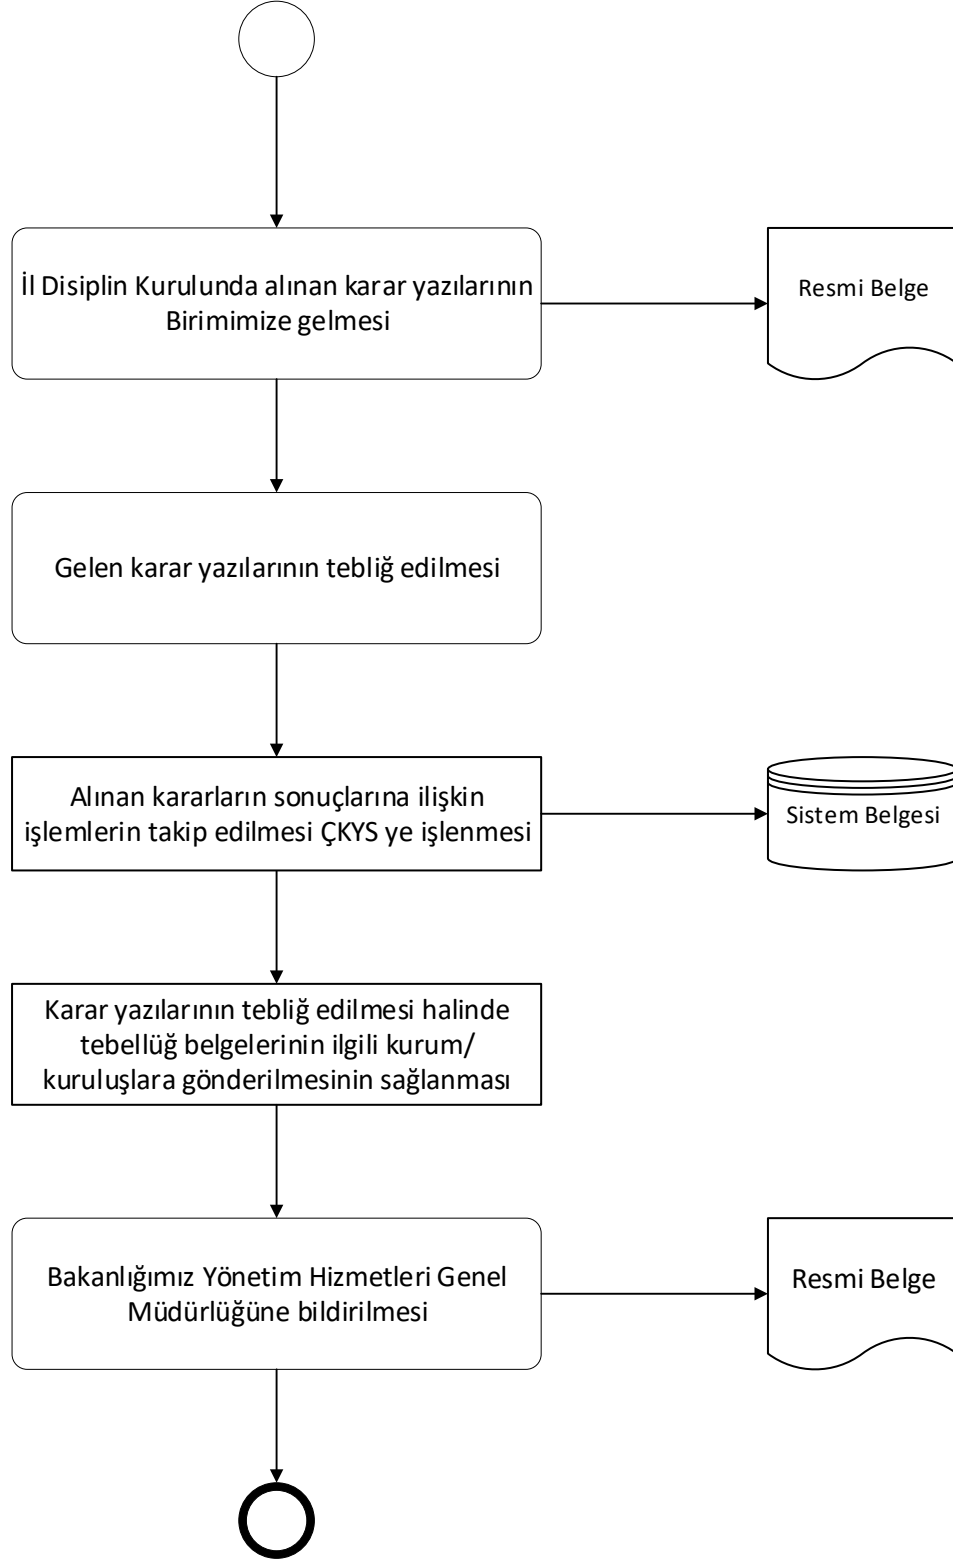 İl Disiplin Kurulunda alınan karar yazılarının
Birimimize gelmesi
Resmi Belge
Gelen karar yazılarının tebliğ edilmesi
Alınan kararların sonuçlarına ilişkin
işlemlerin takip edilmesi ÇKYS ye işlenmesi
Sistem Belgesi
Karar yazılarının tebliğ edilmesi halinde
tebellüğ belgelerinin ilgili kurum/
kuruluşlara gönderilmesinin sağlanması
Bakanlığımız Yönetim Hizmetleri Genel
Müdürlüğüne bildirilmesi
Resmi Belge